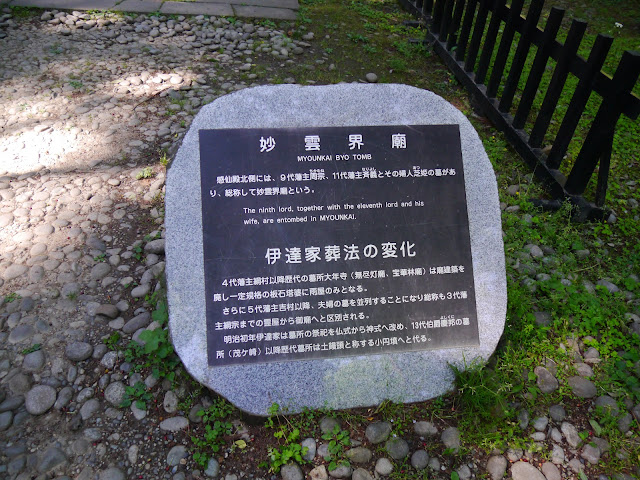 妙雲界廟
MYOUNKAI BYO TOMB
感仙殿北側には、9代藩主周宗、11代藩主斉義とその婦人芝姫の墓があ
り、総称して妙雲界廟という。
The ninth lord, together with the eleventh lord and his
wife, are entombed in MYOUNKAI.
伊達家葬法の変化
4代藩主綱村以降歴代の墓所大年寺（無尽灯廟、宝華林廟）は廟建築を
廃し一定規格の板石塔婆に雨屋のみとなる。
さらに5代藩主吉村以降、夫婦の墓を並列することになり総称も3代藩
主綱宗までの霊屋から御廟へと区別される。
明治初年伊達家は墓所の祭祀を仏式から神式へ改め、13代伯爵慶邦の墓
所（茂ケ崎）以降歴代墓所は土饅頭と称する小円墳へと代る。